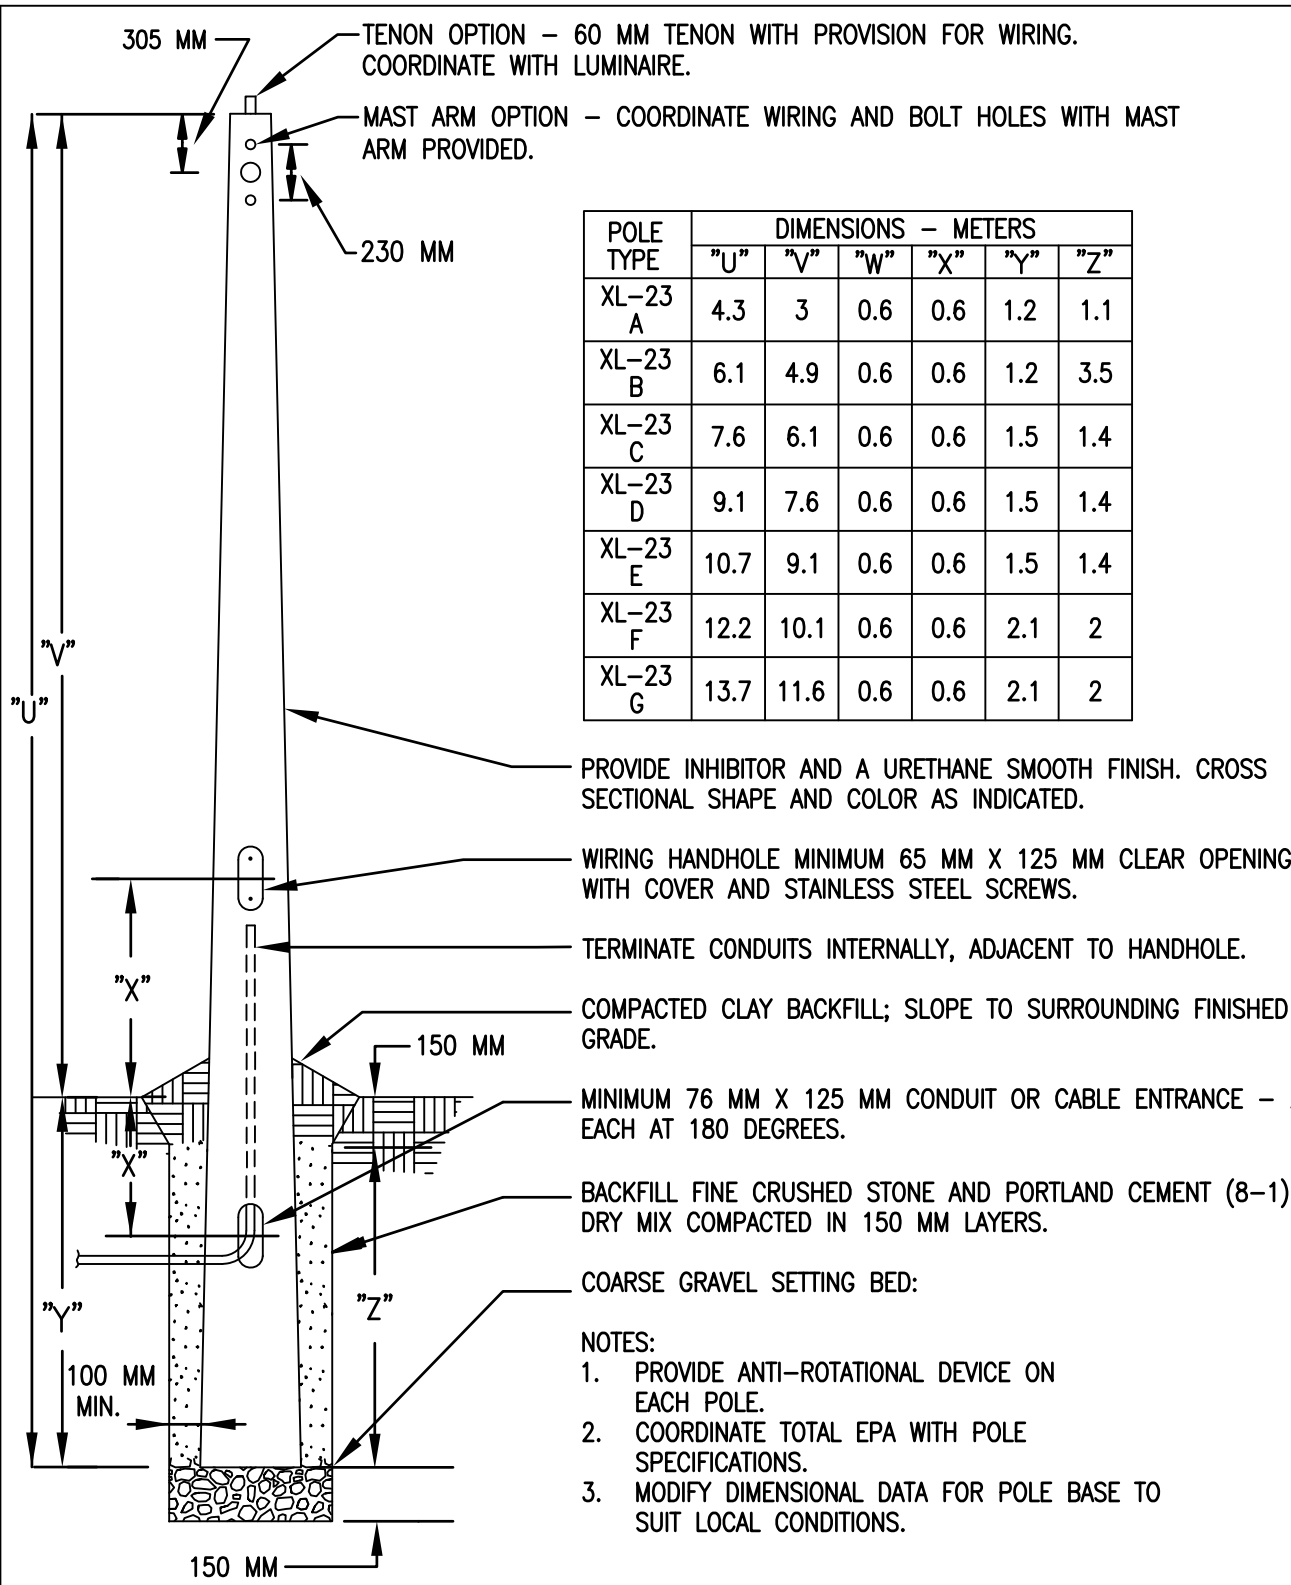 305 MM
TENON OPTION – 60 MM TENON WITH PROVISION FOR WIRING.
COORDINATE WITH LUMINAIRE.
MAST ARM OPTION – COORDINATE WIRING AND BOLT HOLES WITH MAST
ARM PROVIDED.
230 MM
POLE TYPE DIMENSIONS – METERS
"U" "V" "W" "X" "Y" "Z"
XL–23 A 4.3 3 0.6 0.6 1.2 1.1
XL–23 B 6.1 4.9 0.6 0.6 1.2 3.5
XL–23 C 7.6 6.1 0.6 0.6 1.5 1.4
XL–23 D 9.1 7.6 0.6 0.6 1.5 1.4
XL–23 E 10.7 9.1 0.6 0.6 1.5 1.4
XL–23 F 12.2 10.1 0.6 0.6 2.1 2
XL–23 G 13.7 11.6 0.6 0.6 2.1 2
"V"
"U"
PROVIDE INHIBITOR AND A URETHANE SMOOTH FINISH. CROSS
SECTIONAL SHAPE AND COLOR AS INDICATED.
WIRING HANDHOLE MINIMUM 65 MM X 125 MM CLEAR OPENING
WITH COVER AND STAINLESS STEEL SCREWS.
TERMINATE CONDUITS INTERNALLY, ADJACENT TO HANDHOLE.
"X"
COMPACTED CLAY BACKFILL; SLOPE TO SURROUNDING FINISHED
GRADE.
150 MM
MINIMUM 76 MM X 125 MM CONDUIT OR CABLE ENTRANCE –
EACH AT 180 DEGREES.
"X"
BACKFILL FINE CRUSHED STONE AND PORTLAND CEMENT (8–1)
DRY MIX COMPACTED IN 150 MM LAYERS.
COARSE GRAVEL SETTING BED:
"Z"
"Y"
100 MM
MIN.
NOTES:
1. PROVIDE ANTI–ROTATIONAL DEVICE ON
EACH POLE.
2. COORDINATE TOTAL EPA WITH POLE
SPECIFICATIONS.
3. MODIFY DIMENSIONAL DATA FOR POLE BASE TO
SUIT LOCAL CONDITIONS.
150 MM